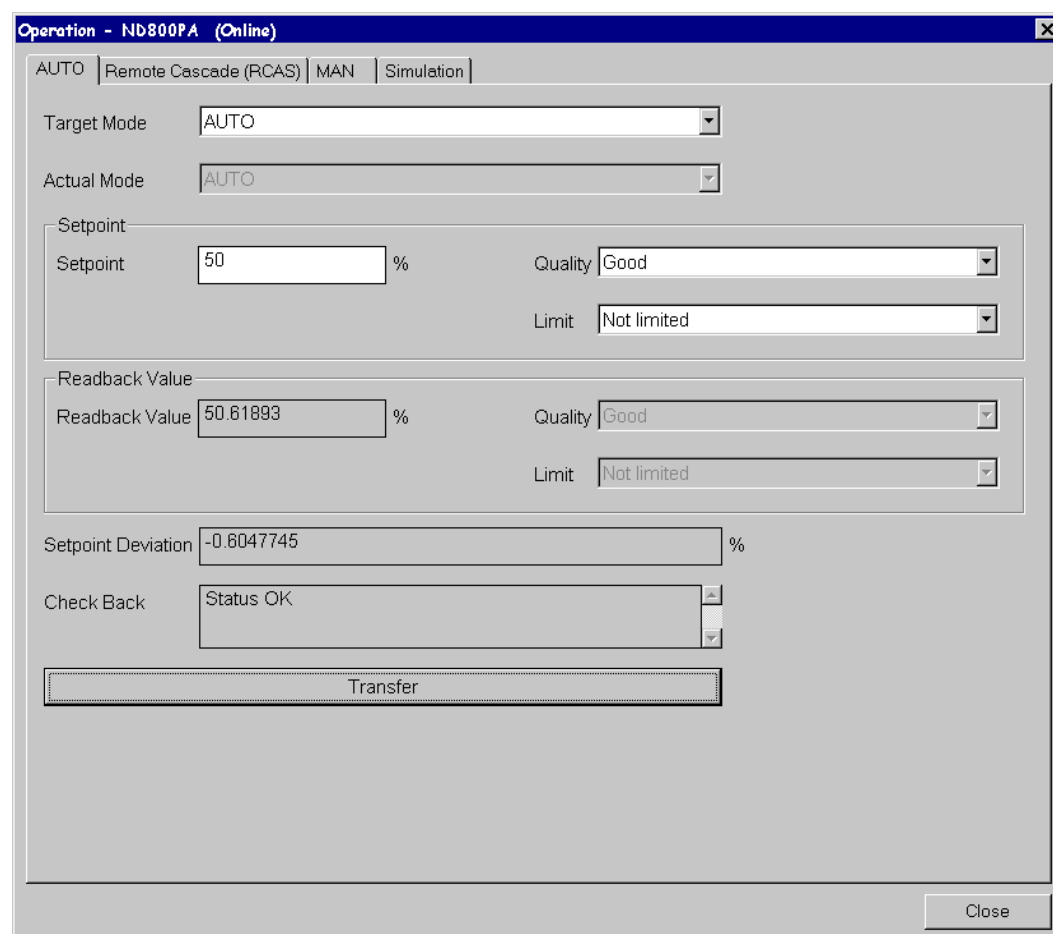 Operation - ND800PA (Online)
AUTO Remote Cascade (RCAS) MAN Simulation
Target Mode AUTO
Actual Mode AUTO
Setpoint
Setpoint 50 % Quality Good
Limit Not limited
Readback Value
Readback Value 50.61893 % Quality Good
Limit Not limited
Setpoint Deviation -0.6047745 %
Check Back Status OK
Transfer
Close